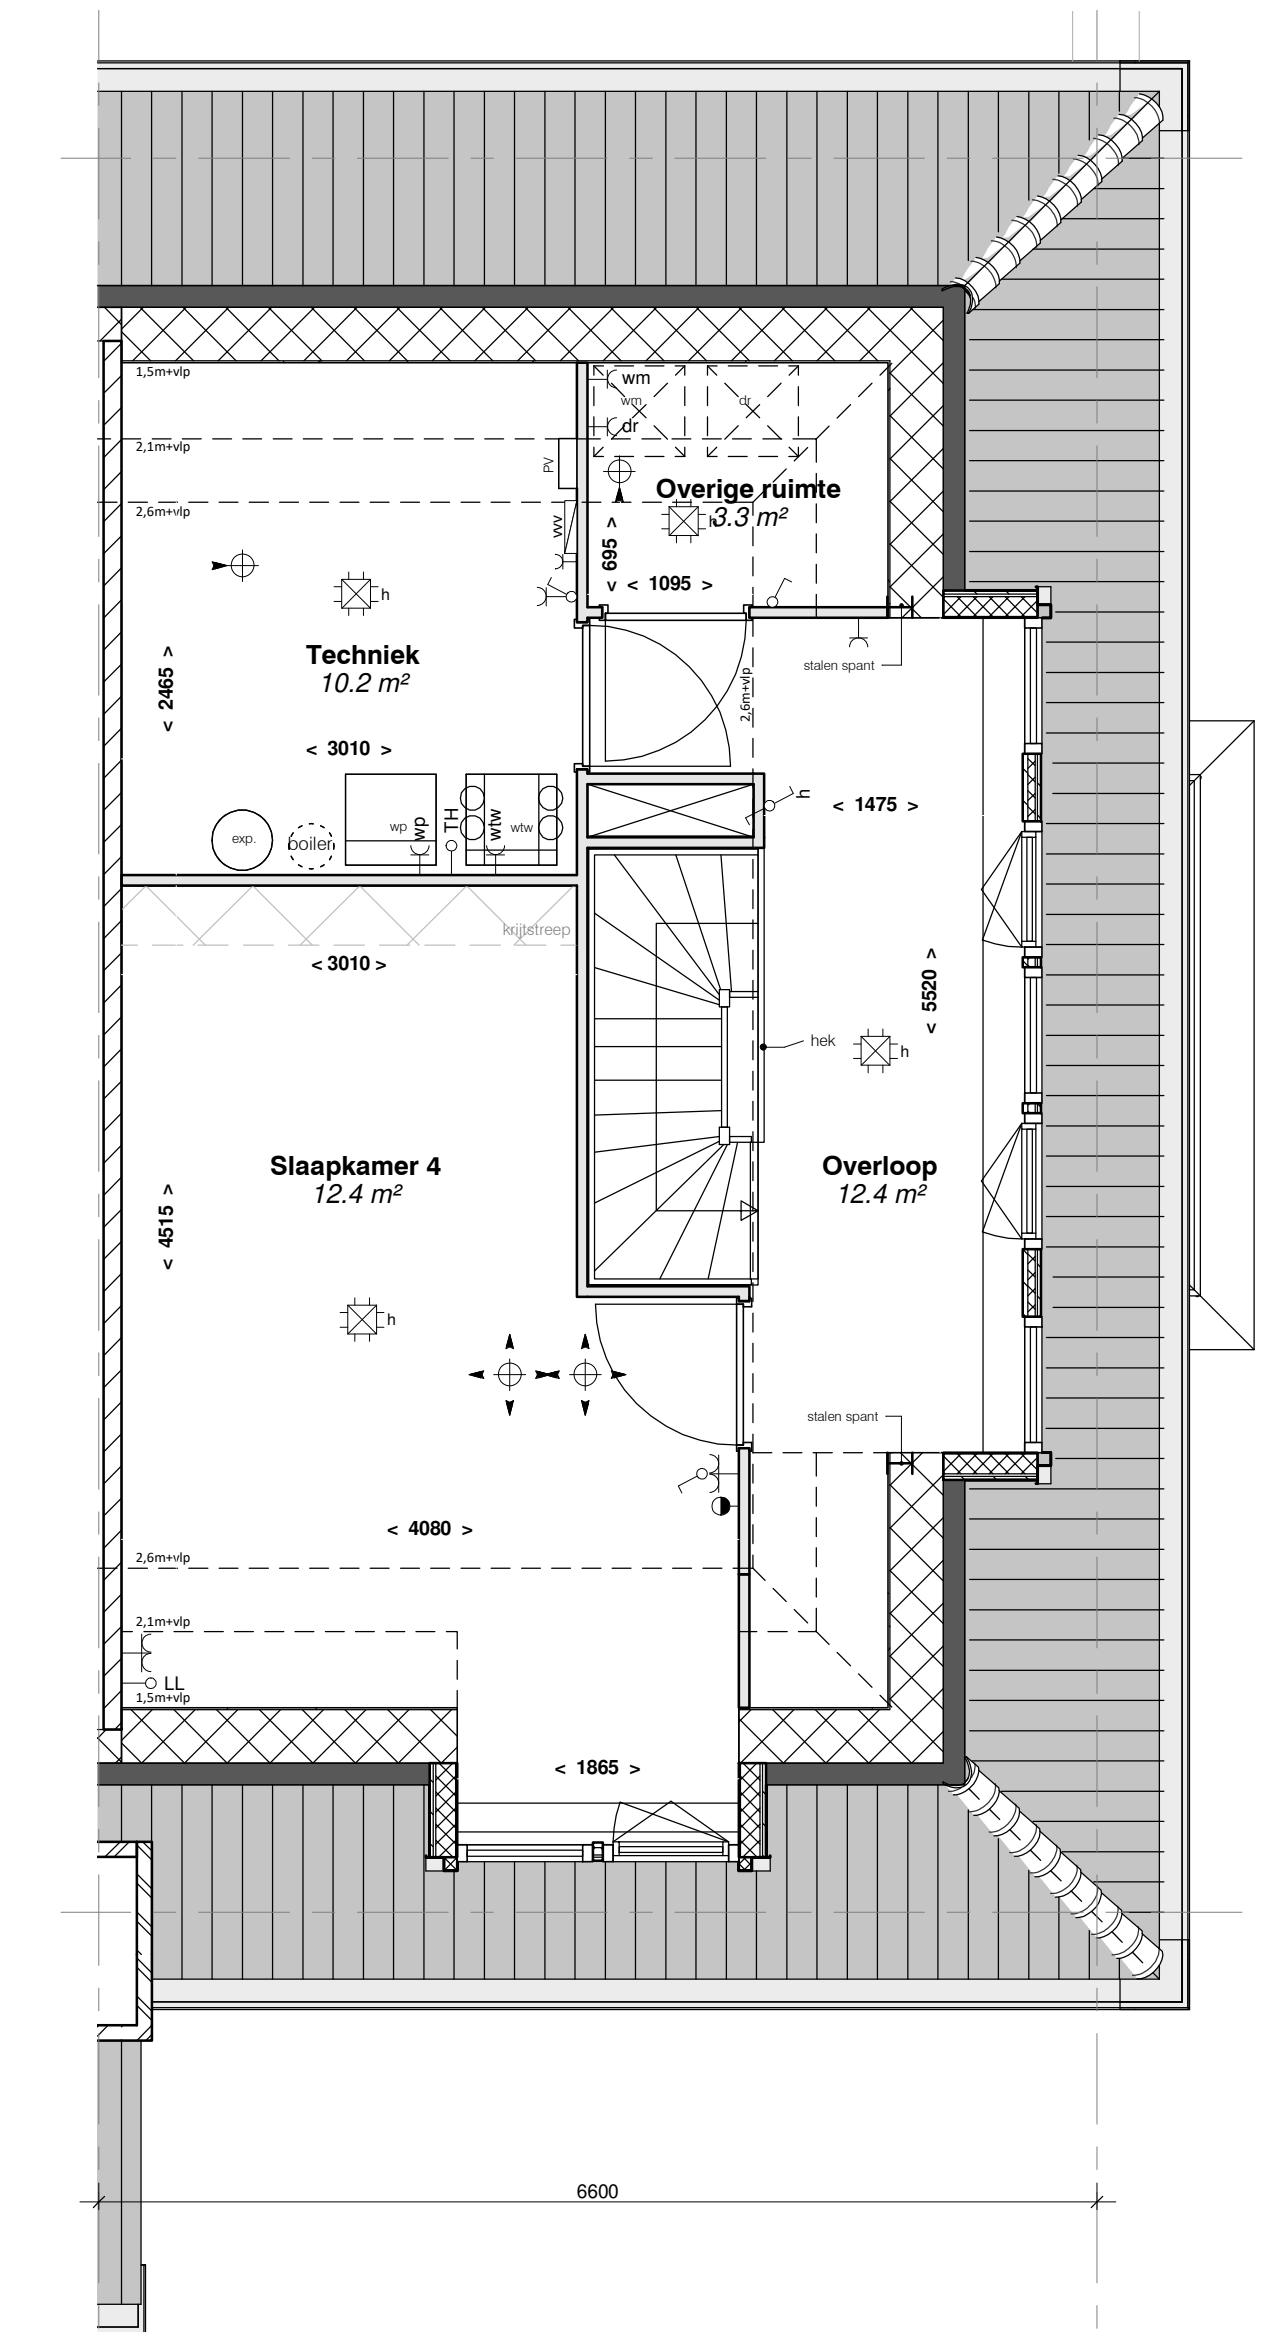 1,5m+vlp
wm
wm
dr
dr
2,1m+vlp
PV
2,6m+vlp
wv
Overige ruimte
3.3 m²
h
< 695 >
< 1095 >
h
Techniek
10.2 m²
stalen spant
2,6m+vlp
< 2465 >
< 3010 >
h
< 1475 >
exp.
boiler
wp
wp
TH
wtw
wtw
krijtstreep
< 3010 >
< 5520 >
hek
h
Slaapkamer 4
12.4 m²
Overloop
12.4 m²
< 4515 >
h
stalen spant
< 4080 >
2,6m+vlp
2,1m+vlp
LL
1,5m+vlp
< 1865 >
6600